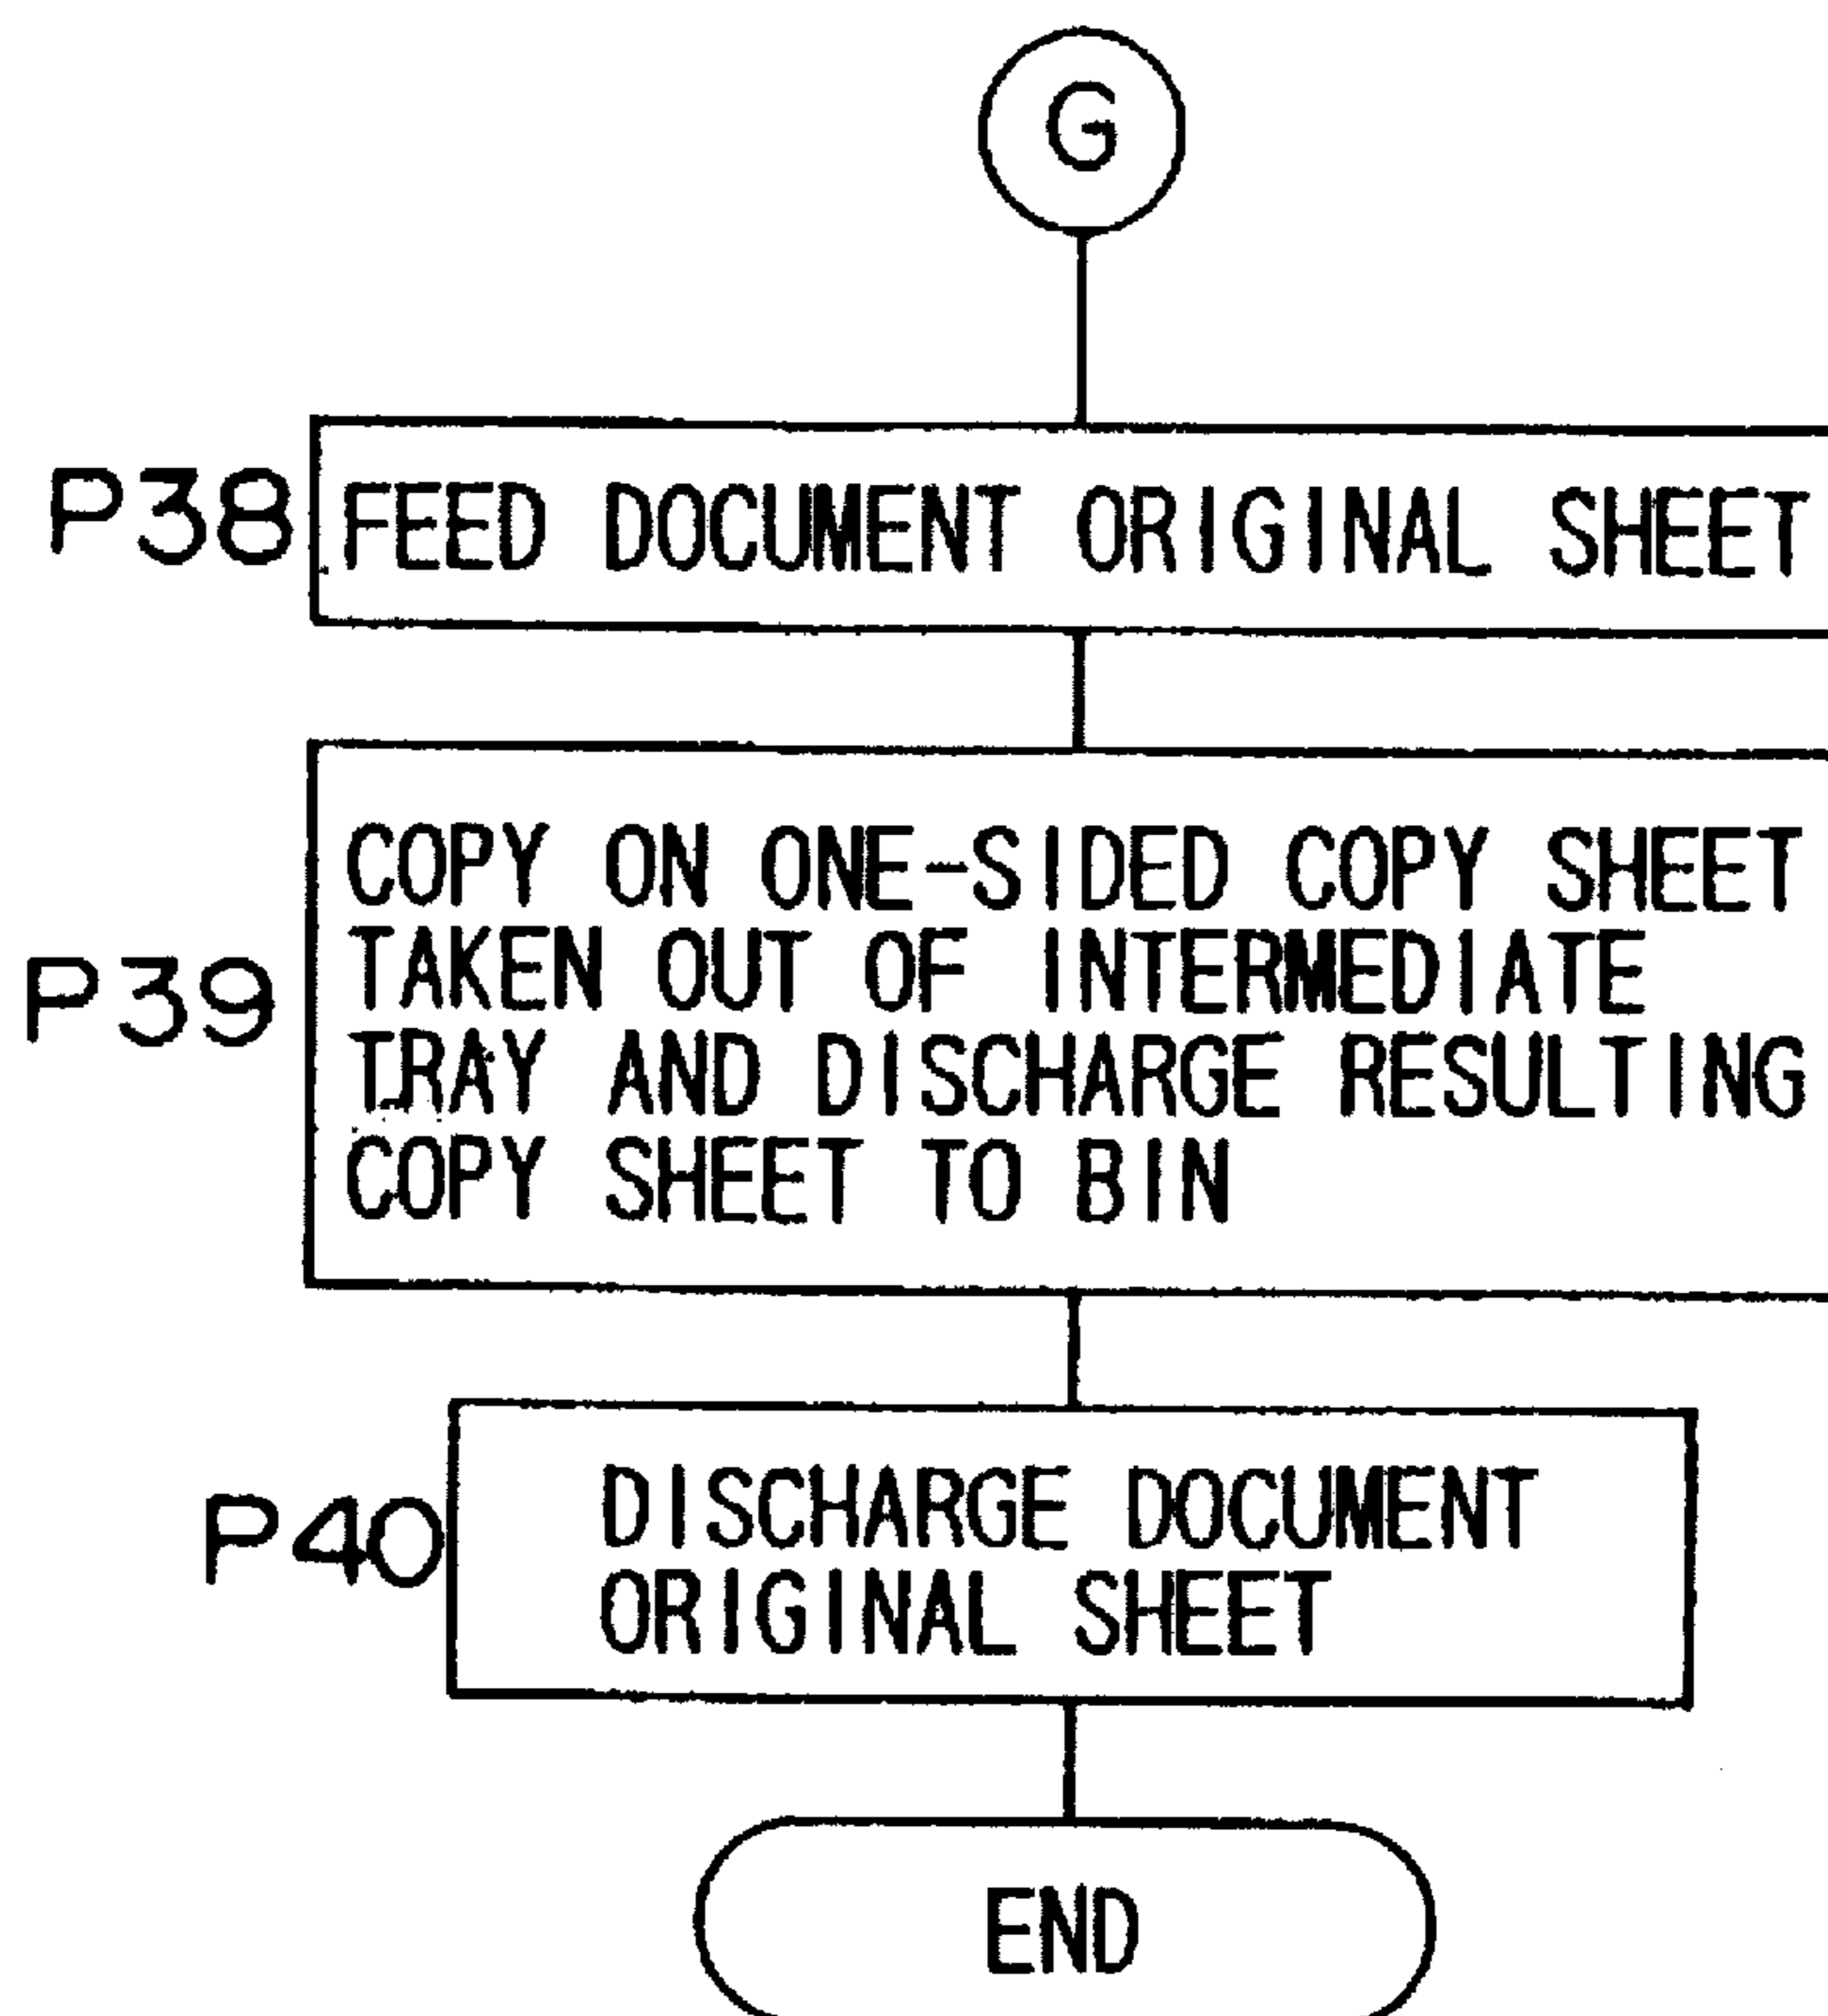 G
P38 FEED DOCUMENT ORIGINAL SHEET
COPY ON ONE-SIDED COPY SHEET
TAKEN OUT OF INTERMEDIATE
P39
TRAY AND DISCHARGE RESULTING
COPY SHEET TO BIN
DISCHARGE DOCUMENT
P40
ORIGINAL SHEET
END